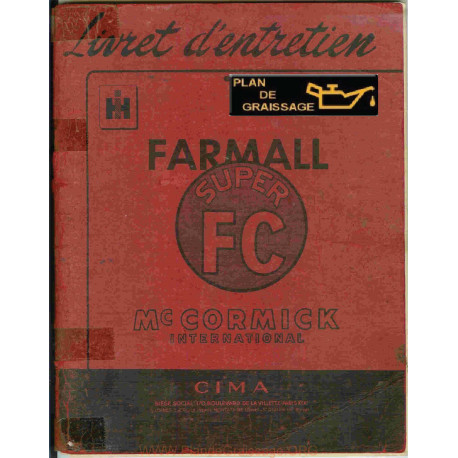 Livret d'entretien
PLAN
DE
GRAISSAGE
IH
FARMALL
SUPER
FC
McCORMICK
INTERNATIONAL
CIMA